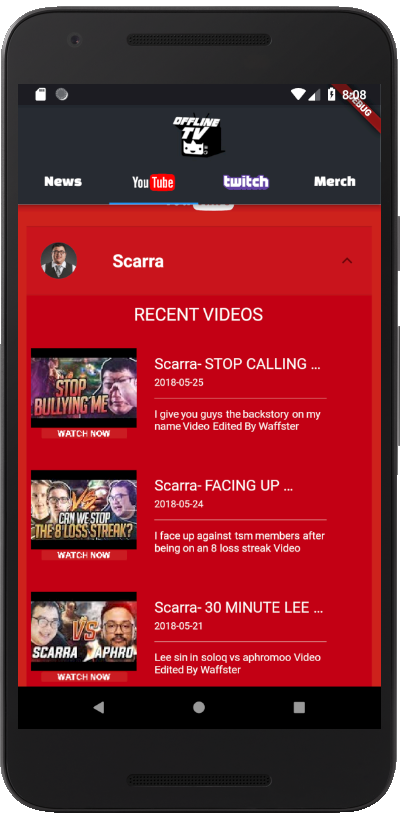 8:08
DEBUG
OFFLINE
TV
News
YouTube
twitch
Merch
Scarra
RECENT VIDEOS
STOP
BULLYING ME
WATCH NOW
Scarra- STOP CALLING ...
2018-05-25
I give you guys the backstory on my
name Video Edited By Waffster
VS.
CAN WE STOP
THE 8 LOSS STREAK?
WATCH NOW
Scarra- FACING UP ...
2018-05-24
I face up against tsm members after
being on an 8 loss streak Video
VS
SCARRA
APHRO
WATCH NOW
Scarra- 30 MINUTE LEE ...
2018-05-21
Lee sin in soloq vs aphromoo Video
Edited By Waffster